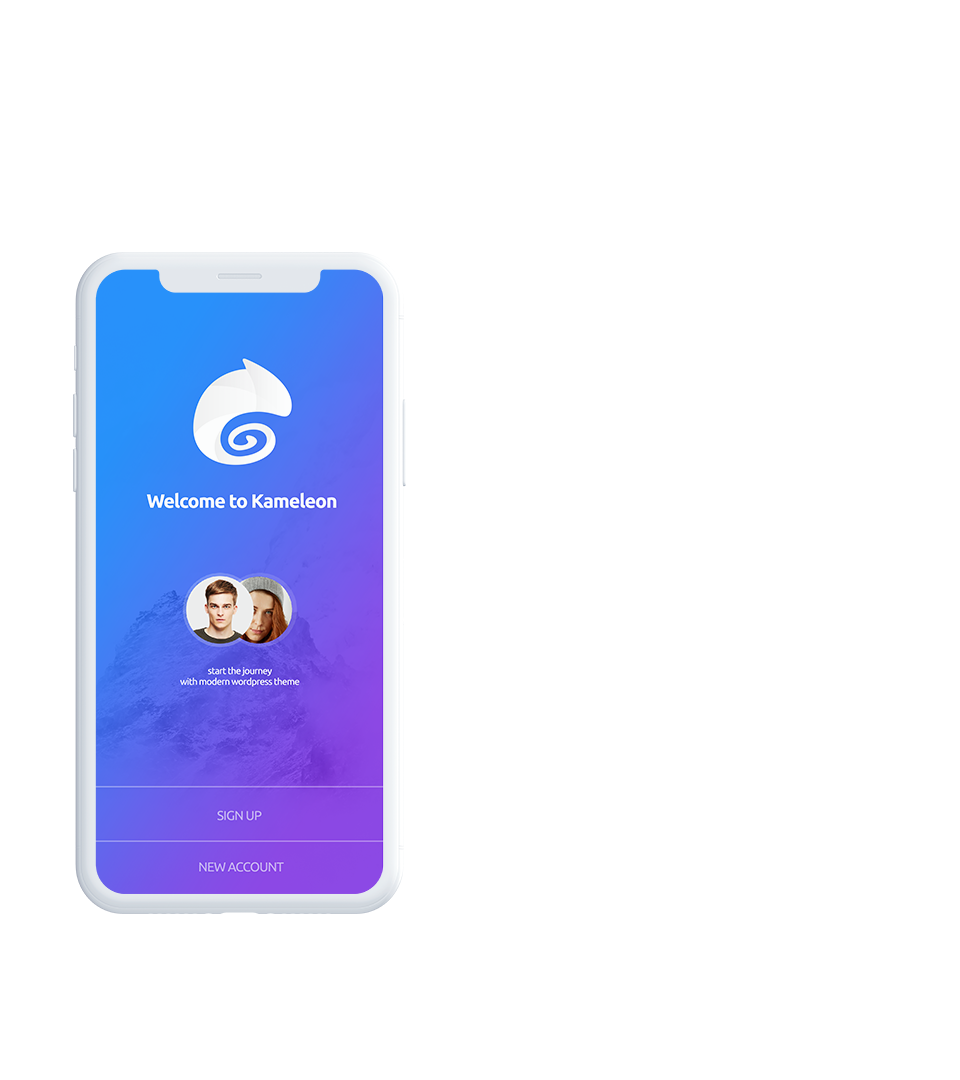 Welcome to Kameleon
start the journey
with modern wordpress theme
SIGN UP
NEW ACCOUNT